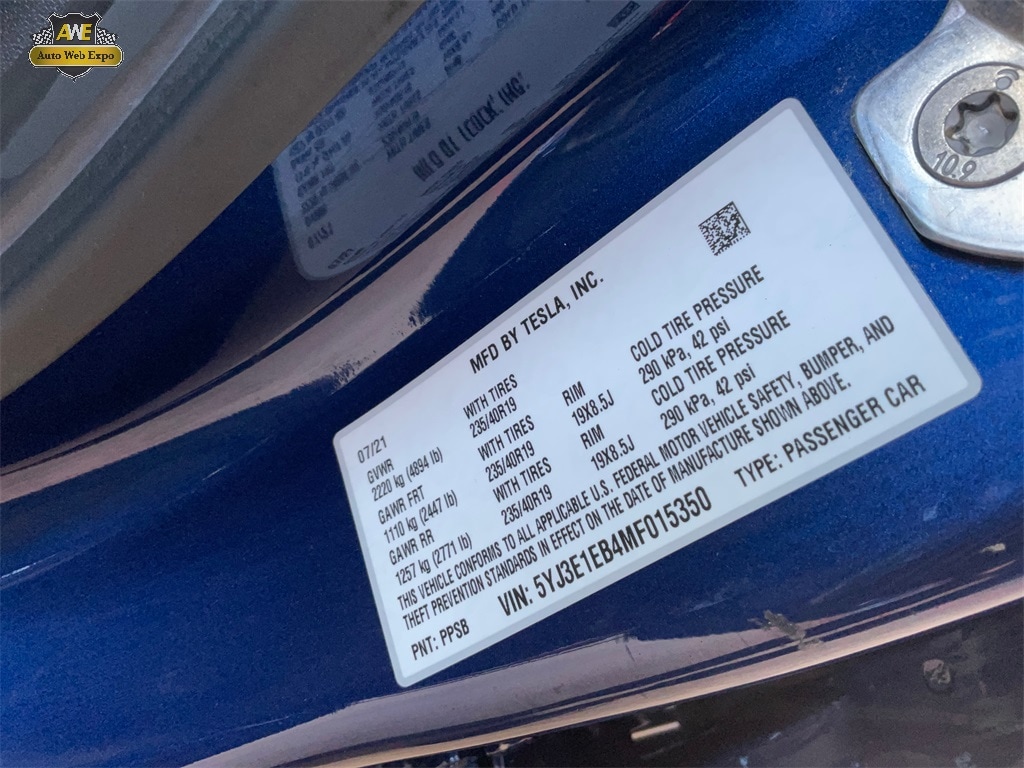 AWE
Auto Web Expo
10.9
MFD BY TESLA, INC.
07/21
GVWR WITH TIRES
2220 kg (4894 lb) 235/40R19 RIM COLD TIRE PRESSURE
GAWR FRT WITH TIRES 19X8.5J 290 kPa, 42 psi
1110 kg (2447 lb) 235/40R19 RIM COLD TIRE PRESSURE
GAWR RR WITH TIRES 19X8.5J 290 kPa, 42 psi
1257 kg (2771 lb) 235/40R19
THIS VEHICLE CONFORMS TO ALL APPLICABLE U.S. FEDERAL MOTOR VEHICLE SAFETY, BUMPER, AND
THEFT PREVENTION STANDARDS IN EFFECT ON THE DATE OF MANUFACTURE SHOWN ABOVE.
VIN: 5YJ3E1EB4MF015350 TYPE: PASSENGER CAR
PNT: PPSB